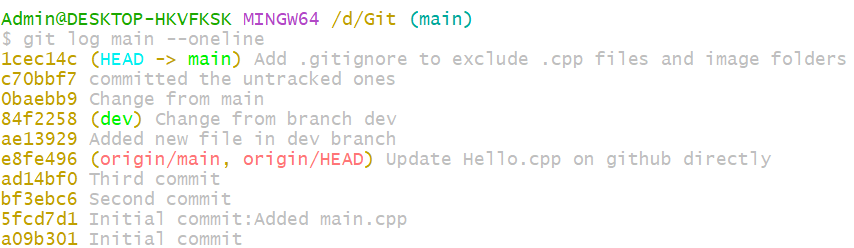 Admin@DESKTOP-HKVFKSK MINGW64 /d/Git (main)
$ git log main --oneline
1cec14c (HEAD -> main) Add .gitignore to exclude .cpp files and image folders
c70bbf7 committed the untracked ones
0baebb9 Change from main
84f2258 (dev) Change from branch dev
ae13929 Added new file in dev branch
e8fe496 (origin/main, origin/HEAD) Update Hello.cpp on github directly
ad14bf0 Third commit
bf3ebc6 Second commit
5fcd7d1 Initial commit:Added main.cpp
a09b301 Initial commit